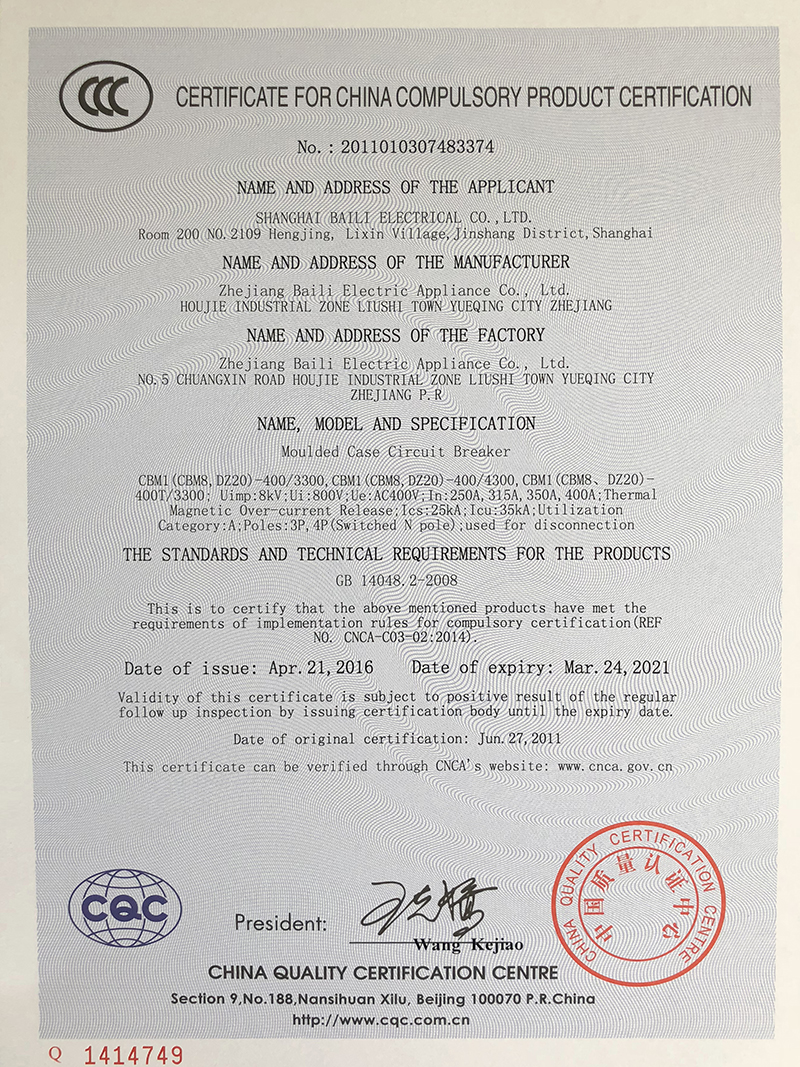 CCC
CERTIFICATE FOR CHINA COMPULSORY PRODUCT CERTIFICATION
No. : 2011010307483374
NAME AND ADDRESS OF THE APPLICANT
SHANGHAI BAILI ELECTRICAL CO.,LTD.
Room 200 NO.2109 Hengjing, Lixin Village,Jinshang District,Shanghai
NAME AND ADDRESS OF THE MANUFACTURER
Zhejiang Baili Electric Appliance Co., Ltd.
HOUJIE INDUSTRIAL ZONE LIUSHI TOWN YUEQING CITY ZHEJIANG
NAME AND ADDRESS OF THE FACTORY
Zhejiang Baili Electric Appliance Co., Ltd.
NO.5 CHUANGXIN ROAD HOUJIE INDUSTRIAL ZONE LIUSHI TOWN YUEQING CITY
ZHEJIANG P.R
NAME, MODEL AND SPECIFICATION
Moulded Case Circuit Breaker
CBM1(CBM8,DZ20)-400/3300,CBM1(CBM8,DZ20)-400/4300,CBM1(CBM8、DZ20)-
400T/3300; Uimp:8kV;Ui:800V;Ue:AC400V;In:250A,315A,350A,400A;Thermal
Magnetic Over-current Release;Ics:25kA;Icu:35kA;Utilization
Category:A;Poles:3P,4P(Switched N pole);used for disconnection
THE STANDARDS AND TECHNICAL REQUIREMENTS FOR THE PRODUCTS
GB 14048.2-2008
This is to certify that the above mentioned products have met the
requirements of implementation rules for compulsory certification(REF
NO. CNCA-C03-02:2014).
Date of issue: Apr.21,2016 Date of expiry: Mar.24,2021
Validity of this certificate is subject to positive result of the regular
follow up inspection by issuing certification body until the expiry date.
Date of original certification: Jun.27,2011
This certificate can be verified through CNCA's website: www.cnca.gov.cn
CHINA QUALITY CERTIFICATION CENTRE
中国质量认证中心
CQC
President:
王克娇
Wang Kejiao
CHINA QUALITY CERTIFICATION CENTRE
Section 9,No.188,Nansihuan Xilu, Beijing 100070 P.R.China
http://www.cqc.com.cn
Q 1414749